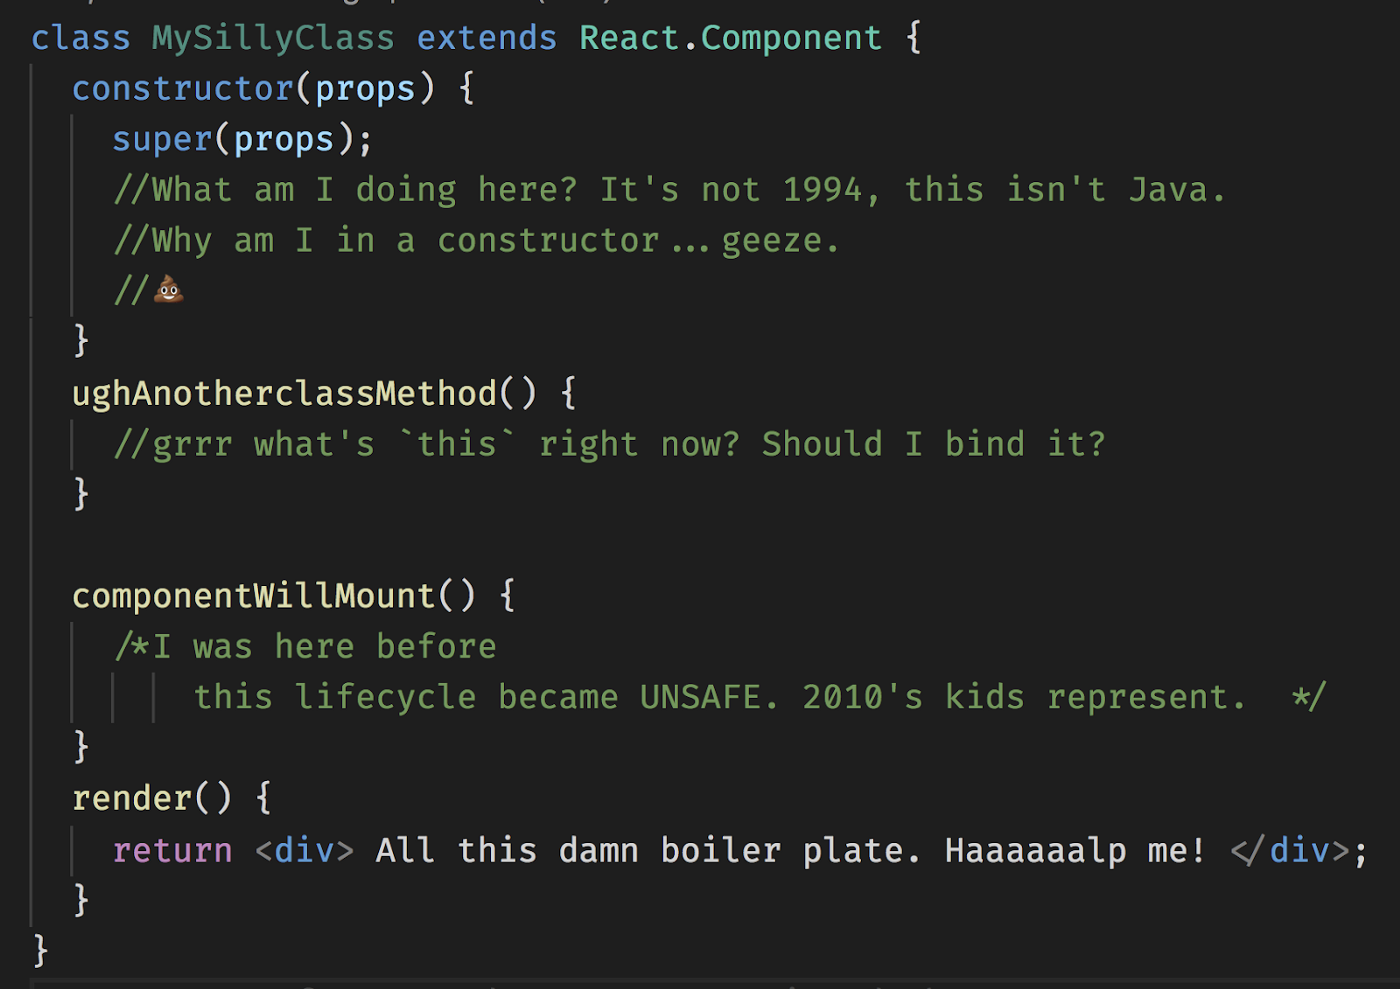 class MySillyClass extends React.Component {
constructor(props) {
super(props);
//What am I doing here? It's not 1994, this isn't Java.
//Why am I in a constructor...geeze.
//💩
}
ughAnotherclassMethod() {
//grrr what's `this` right now? Should I bind it?
}
componentWillMount() {
/*I was here before
this lifecycle became UNSAFE. 2010's kids represent.  */
}
render() {
return <div> All this damn boiler plate. Haaaaaalp me! </div>;
}
}